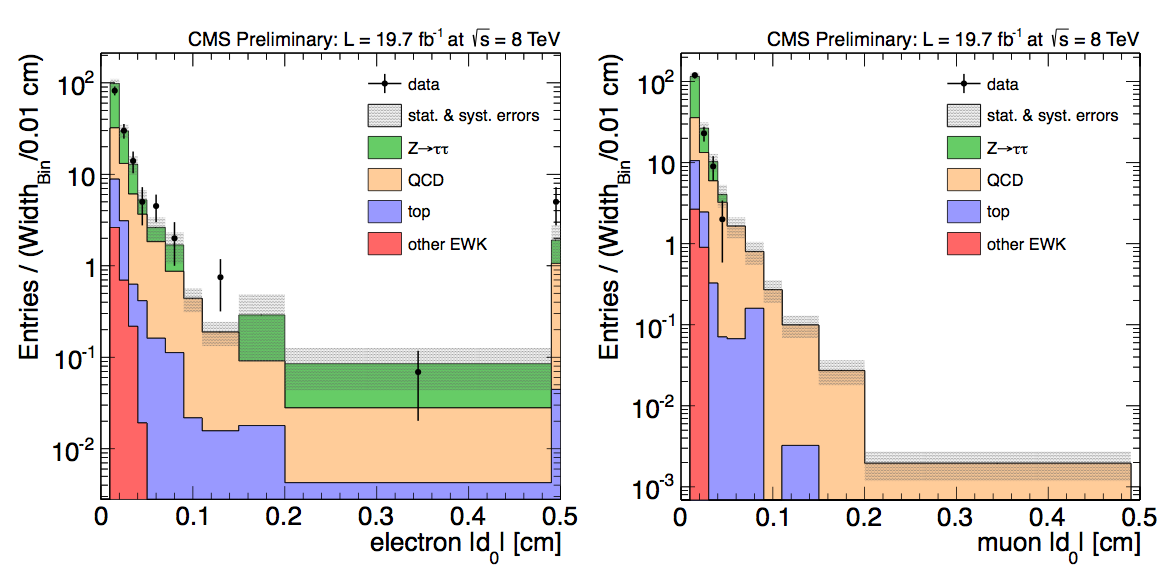 CMS Preliminary: L = 19.7 fb⁻¹ at √s = 8 TeV
Entries / (Width_Bin/0.01 cm)
10²
10
1
10⁻¹
10⁻²
data
stat. & syst. errors
Z→ττ
QCD
top
other EWK
0 0.1 0.2 0.3 0.4 0.5
electron |d₀| [cm]
CMS Preliminary: L = 19.7 fb⁻¹ at √s = 8 TeV
Entries / (Width_Bin/0.01 cm)
10²
10
1
10⁻¹
10⁻²
10⁻³
data
stat. & syst. errors
Z→ττ
QCD
top
other EWK
0 0.1 0.2 0.3 0.4 0.5
muon |d₀| [cm]